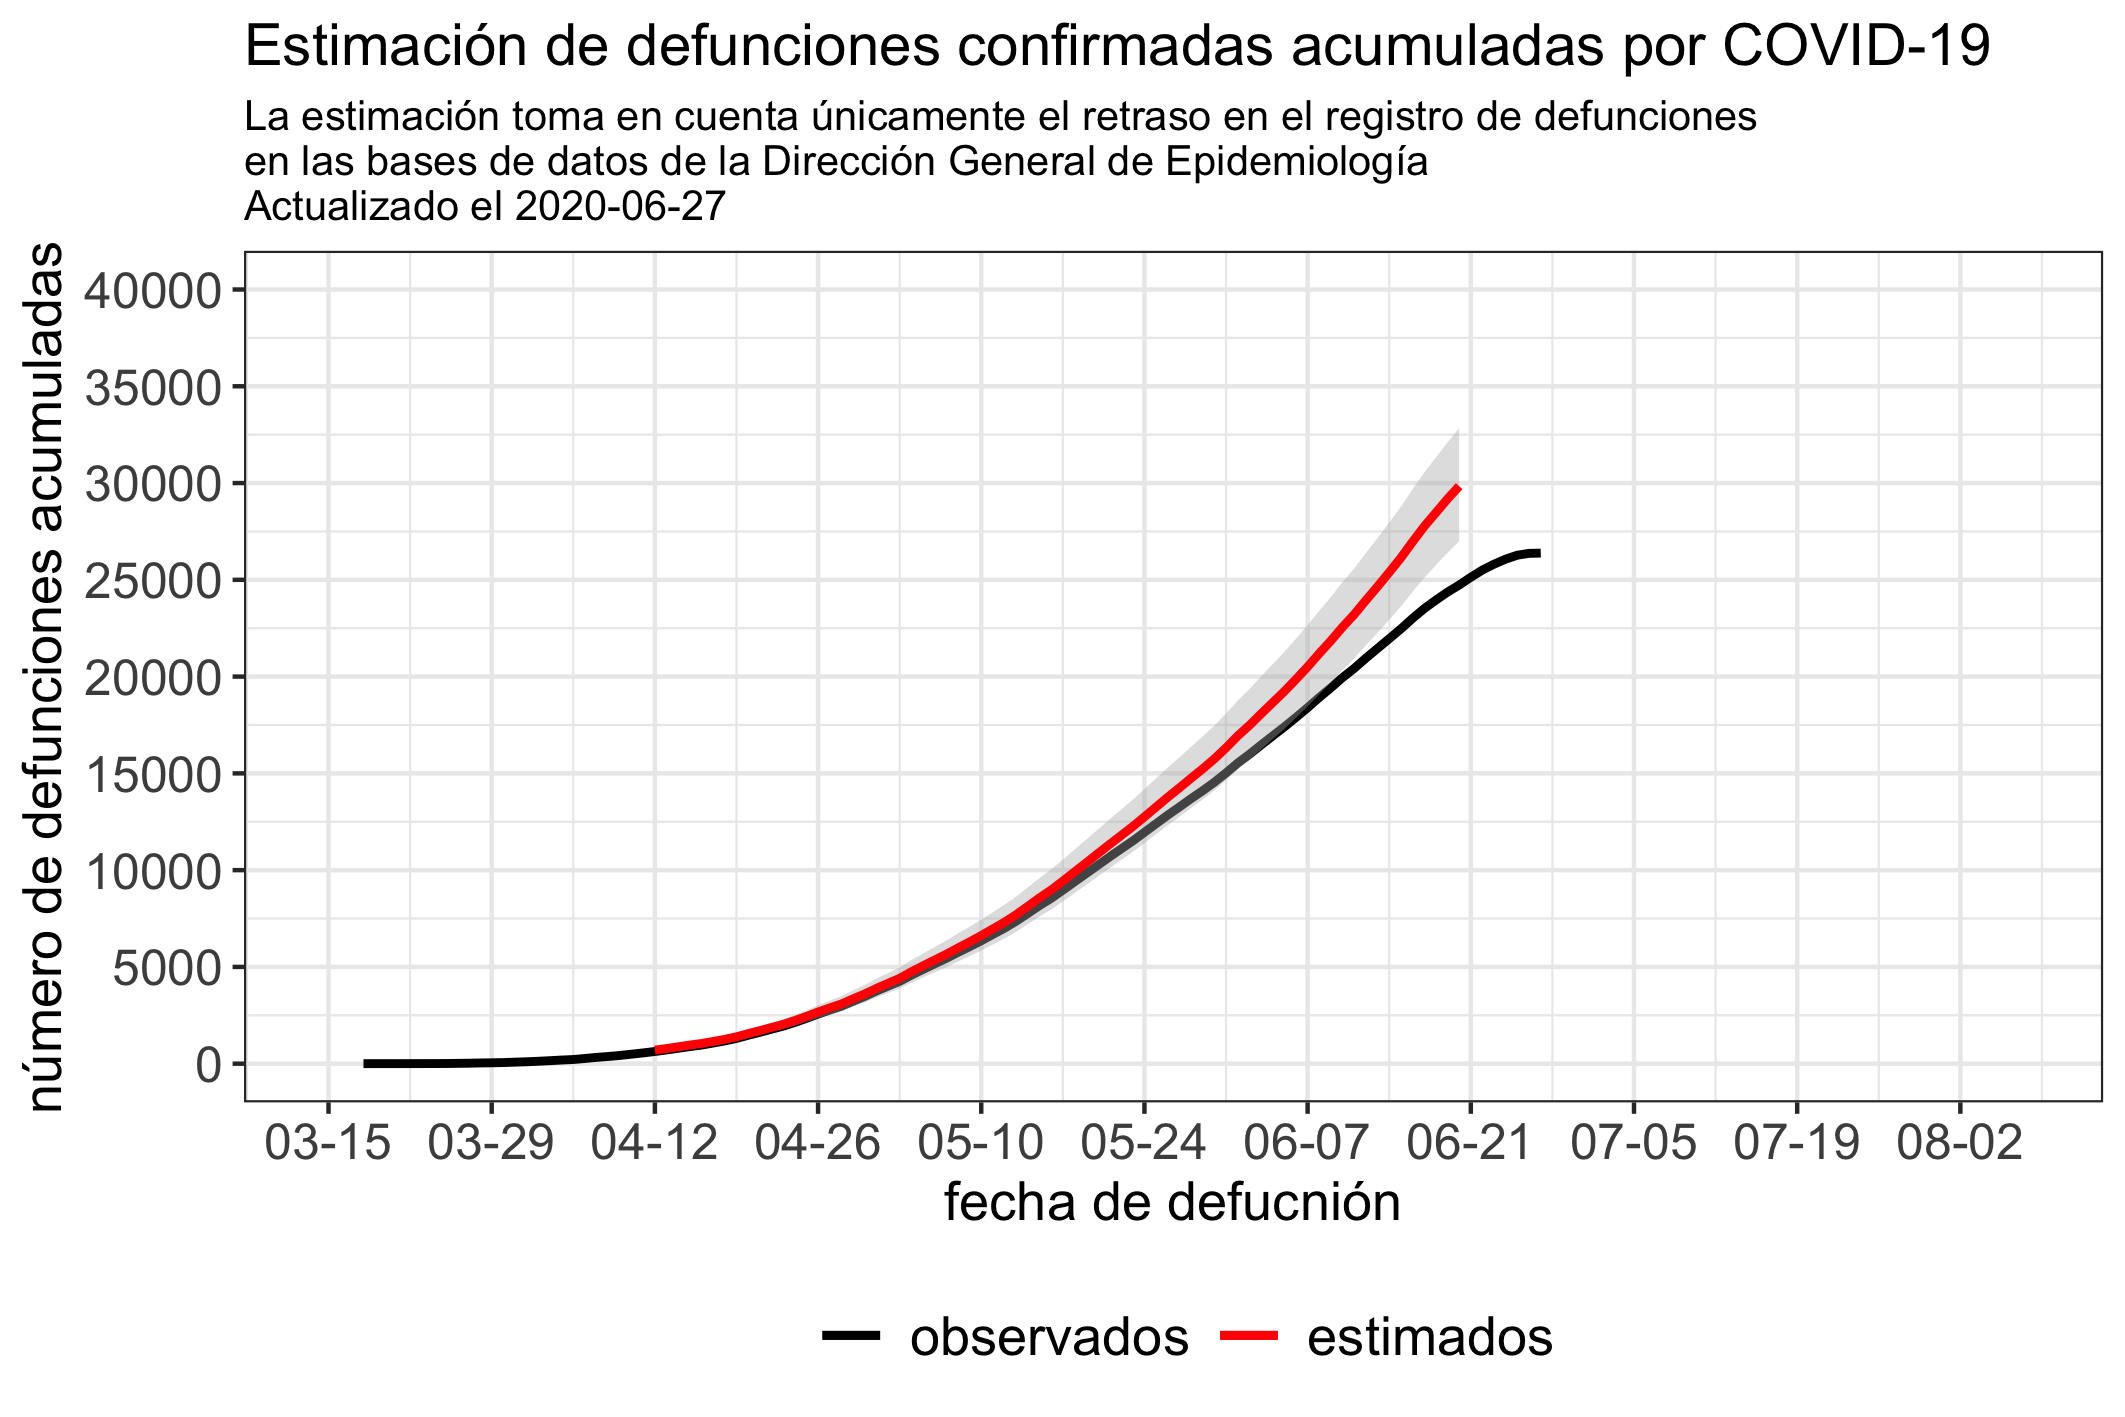 Estimación de defunciones confirmadas acumuladas por COVID-19
La estimación toma en cuenta únicamente el retraso en el registro de defunciones
en las bases de datos de la Dirección General de Epidemiología
Actualizado el 2020-06-27
número de defunciones acumuladas
40000
35000
30000
25000
20000
15000
10000
5000
0
03-15 03-29 04-12 04-26 05-10 05-24 06-07 06-21 07-05 07-19 08-02
fecha de defucnión
observados estimados